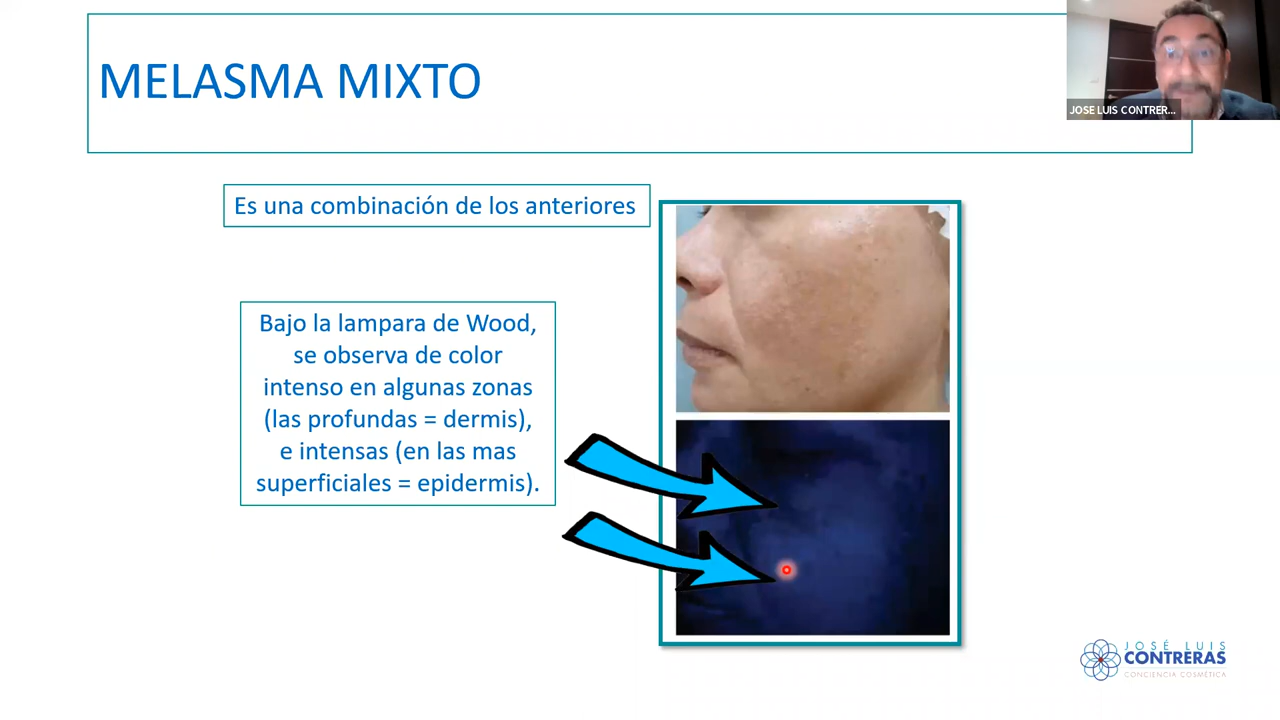 MELASMA MIXTO
JOSE LUIS CONTRER...
Es una combinación de los anteriores
Bajo la lampara de Wood,
se observa de color
intenso en algunas zonas
(las profundas = dermis),
e intensas (en las mas
superficiales = epidermis).
JOSÉ LUIS
CONTRERAS
CONCIENCIA COSMÉTICA